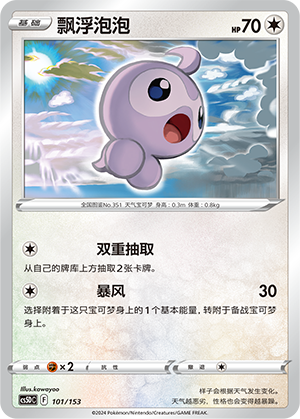 基础 飘浮泡泡 HP70
全国图鉴No.351 天气宝可梦 身高：0.3m 体重：0.8kg
双重抽取
从自己的牌库上方抽取2张卡牌。
暴风 30
选择附着于这只宝可梦身上的1个基本能量，转附于备战宝可梦
身上。
弱点 ×2 抵抗力 撤退
Illus.kawayoo
cs5DC F 101/153
样子会根据天气发生变化。
天气越恶劣，性格也会变得越暴躁。
©2024 Pokémon/Nintendo/Creatures/GAME FREAK.